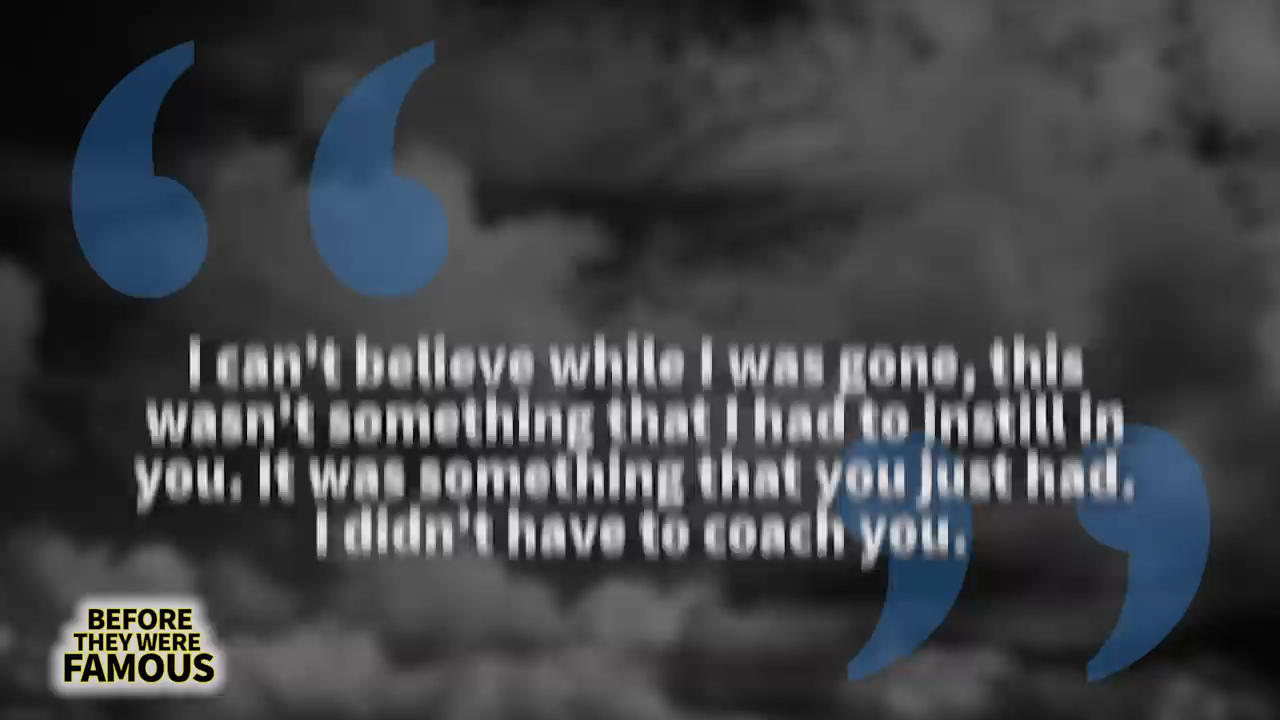 I can't believe while I was gone, this
wasn't something that I had to instill in
you. It was something that you just had.
I didn't have to coach you.
BEFORE
THEY WERE
FAMOUS